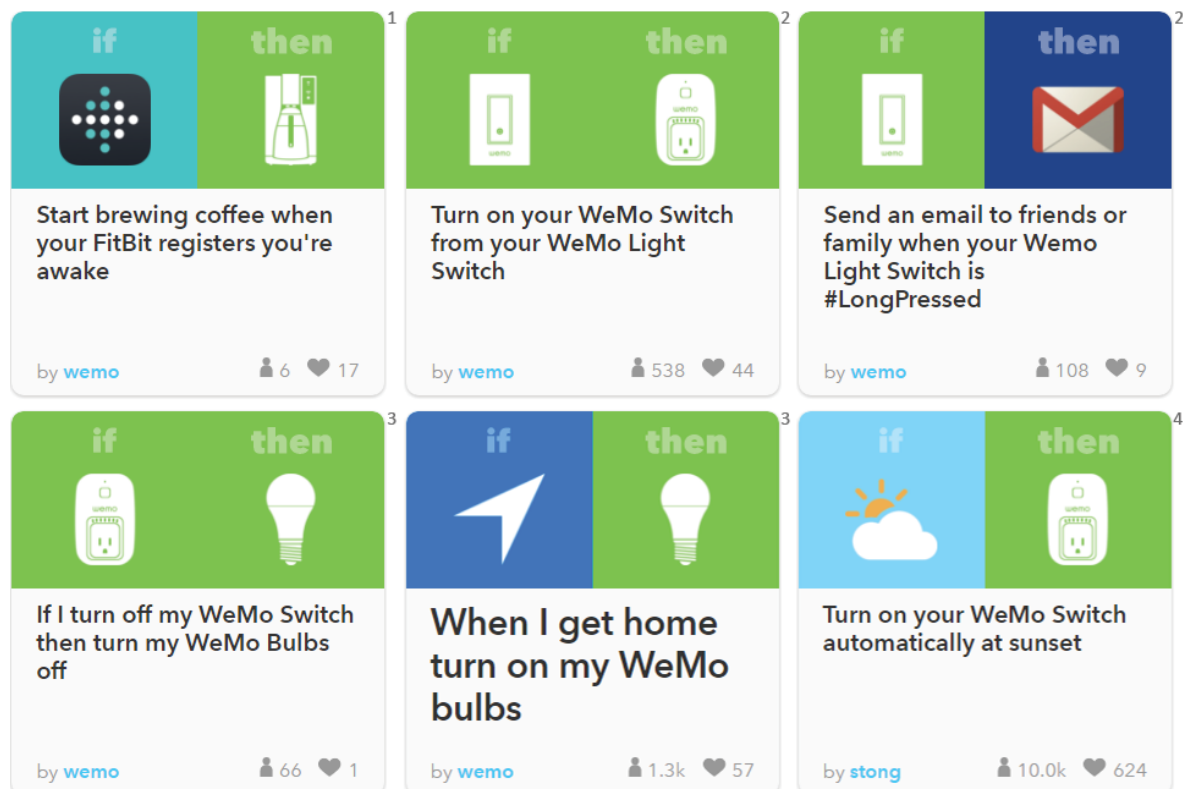 if then 1
wemo
Start brewing coffee when
your FitBit registers you're
awake
by wemo 6 17
if then 2
wemo wemo
Turn on your WeMo Switch
from your WeMo Light
Switch
by wemo 538 44
if then 2
wemo
Send an email to friends or
family when your Wemo
Light Switch is
#LongPressed
by wemo 108 9
if then 3
wemo
If I turn off my WeMo Switch
then turn my WeMo Bulbs
off
by wemo 66 1
if then 3
When I get home
turn on my WeMo
bulbs
by wemo 1.3k 57
if then 4
wemo
Turn on your WeMo Switch
automatically at sunset
by stong 10.0k 624